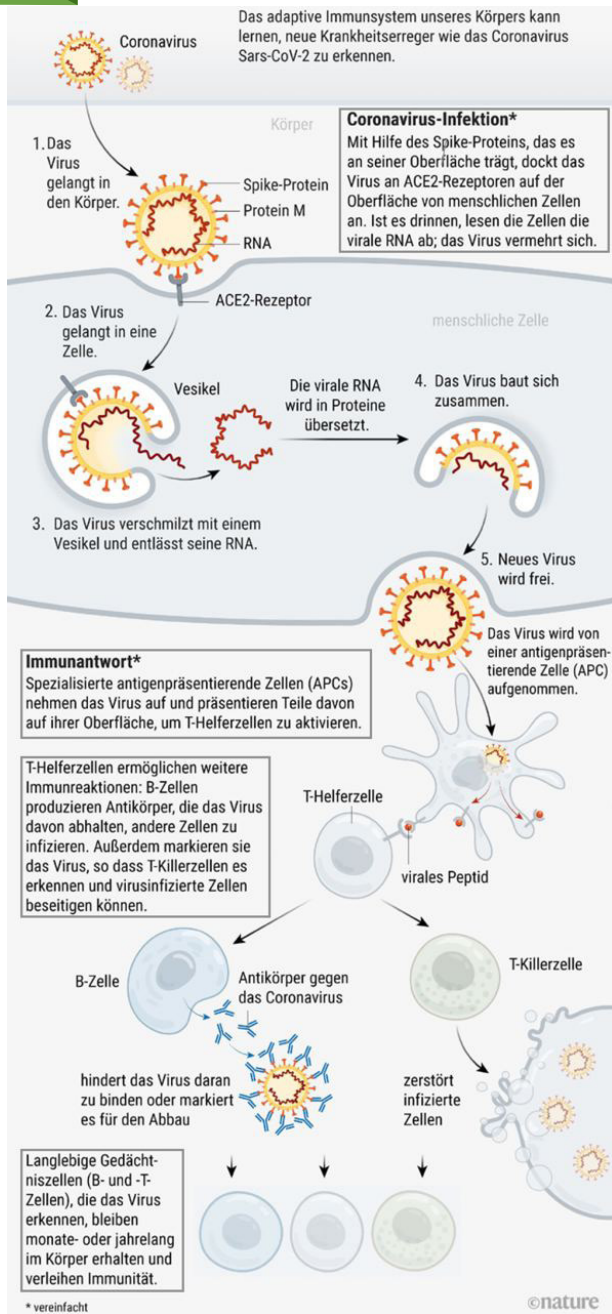 Das adaptive Immunsystem unseres Körpers kann
lernen, neue Krankheitserreger wie das Coronavirus
Sars-CoV-2 zu erkennen.
Coronavirus
Körper
Coronavirus-Infektion*
Mit Hilfe des Spike-Proteins, das es
an seiner Oberfläche trägt, dockt das
Virus an ACE2-Rezeptoren auf der
Oberfläche von menschlichen Zellen
an. Ist es drinnen, lesen die Zellen die
virale RNA ab; das Virus vermehrt sich.
1. Das
Virus
gelangt in
den Körper.
Spike-Protein
Protein M
RNA
ACE2-Rezeptor
menschliche Zelle
2. Das Virus
gelangt in eine
Zelle.
Vesikel
Die virale RNA
wird in Proteine
übersetzt.
4. Das Virus baut sich
zusammen.
3. Das Virus verschmilzt mit einem
Vesikel und entlässt seine RNA.
5. Neues Virus
wird frei.
Das Virus wird von
einer antigenpräsen-
tierende Zelle (APC)
aufgenommen.
Immunantwort*
Spezialisierte antigenpräsentierende Zellen (APCs)
nehmen das Virus auf und präsentieren Teile davon
auf ihrer Oberfläche, um T-Helferzellen zu aktivieren.
T-Helferzellen ermöglichen weitere
Immunreaktionen: B-Zellen
produzieren Antikörper, die das Virus
davon abhalten, andere Zellen zu
infizieren. Außerdem markieren sie
das Virus, so dass T-Killerzellen es
erkennen und virusinfizierte Zellen
beseitigen können.
T-Helferzelle
virales Peptid
B-Zelle
Antikörper gegen
das Coronavirus
T-Killerzelle
hindert das Virus daran
zu binden oder markiert
es für den Abbau
zerstört
infizierte
Zellen
Langlebige Gedächt-
niszellen (B- und -T-
Zellen), die das Virus
erkennen, bleiben
monate- oder jahrelang
im Körper erhalten und
verleihen Immunität.
* vereinfacht
©nature